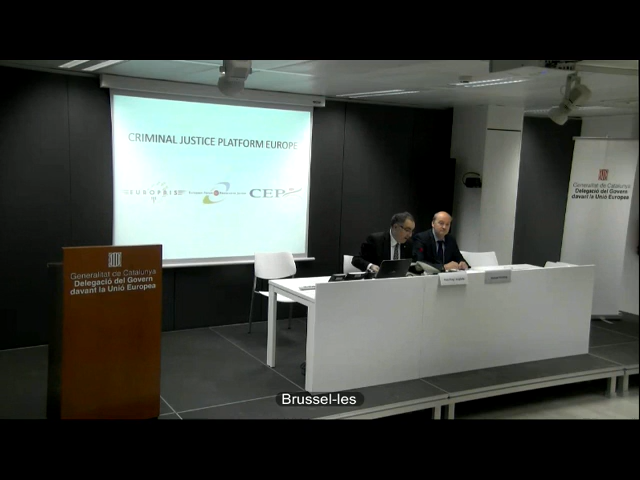 CRIMINAL JUSTICE PLATFORM EUROPE
CEP
Generalitat de Catalunya
Delegació del Govern
davant la Unió Europea
Generalitat de Catalunya
Delegació del Govern
davant la Unió Europea
Brussel-les